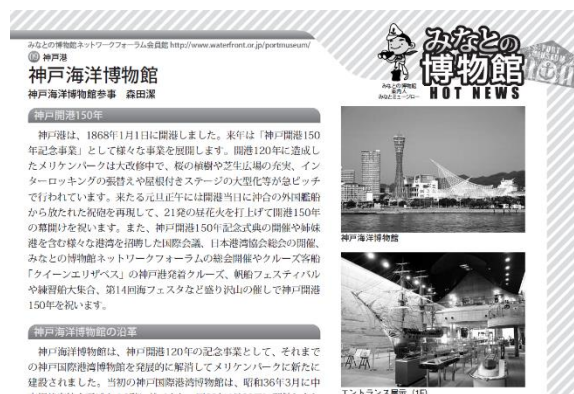 みなとの博物館ネットワークフォーラム会員館 http://www.waterfront.or.jp/portmuseum/
神戸港
神戸海洋博物館
神戸海洋博物館参事 森田潔
みなとの
博物館
HOT NEWS
みなとの博物館
案内人
みなとミュージロー
神戸開港150年
神戸港は、1868年1月1日に開港しました。来年は「神戸開港150
年記念事業」として様々な事業を展開します。開港120年に造成し
たメリケンパークは大改修中で、桜の植樹や芝生広場の充実、イン
ターロッキングの張替えや屋根付きステージの大型化等が急ピッチ
で行われています。来たる元旦正午には開港当日に沖合の外国艦船
から放たれた祝砲を再現して、21発の昼花火を打上げて開港150年
の幕開けを祝います。また、神戸開港150年記念式典の開催や姉妹
港を含む様々な港湾を招聘した国際会議、日本港湾協会総会の開催、
みなとの博物館ネットワークフォーラムの総会開催やクルーズ客船
「クイーンエリザベス」の神戸港発着クルーズ、帆船フェスティバル
や練習船大集合、第14回海フェスタなど盛り沢山の催しで神戸開港
150年を祝います。
神戸海洋博物館
神戸海洋博物館の沿革
神戸海洋博物館は、神戸開港120年の記念事業として、それまで
の神戸国際港湾博物館を発展的に解消してメリケンパークに新たに
建設されました。当初の神戸国際港湾博物館は、昭和36年3月に中
エントランス展示（1F）